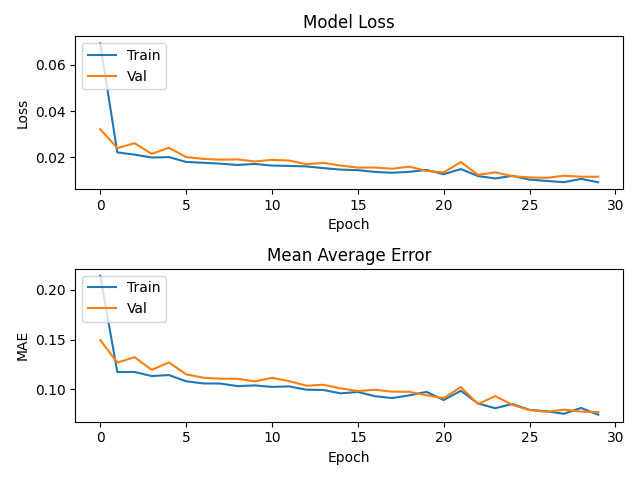 Model Loss
Train
Val
0.06
0.04
0.02
Loss
0 5 10 15 20 25 30
Epoch
Mean Average Error
Train
Val
0.20
0.15
0.10
MAE
0 5 10 15 20 25 30
Epoch